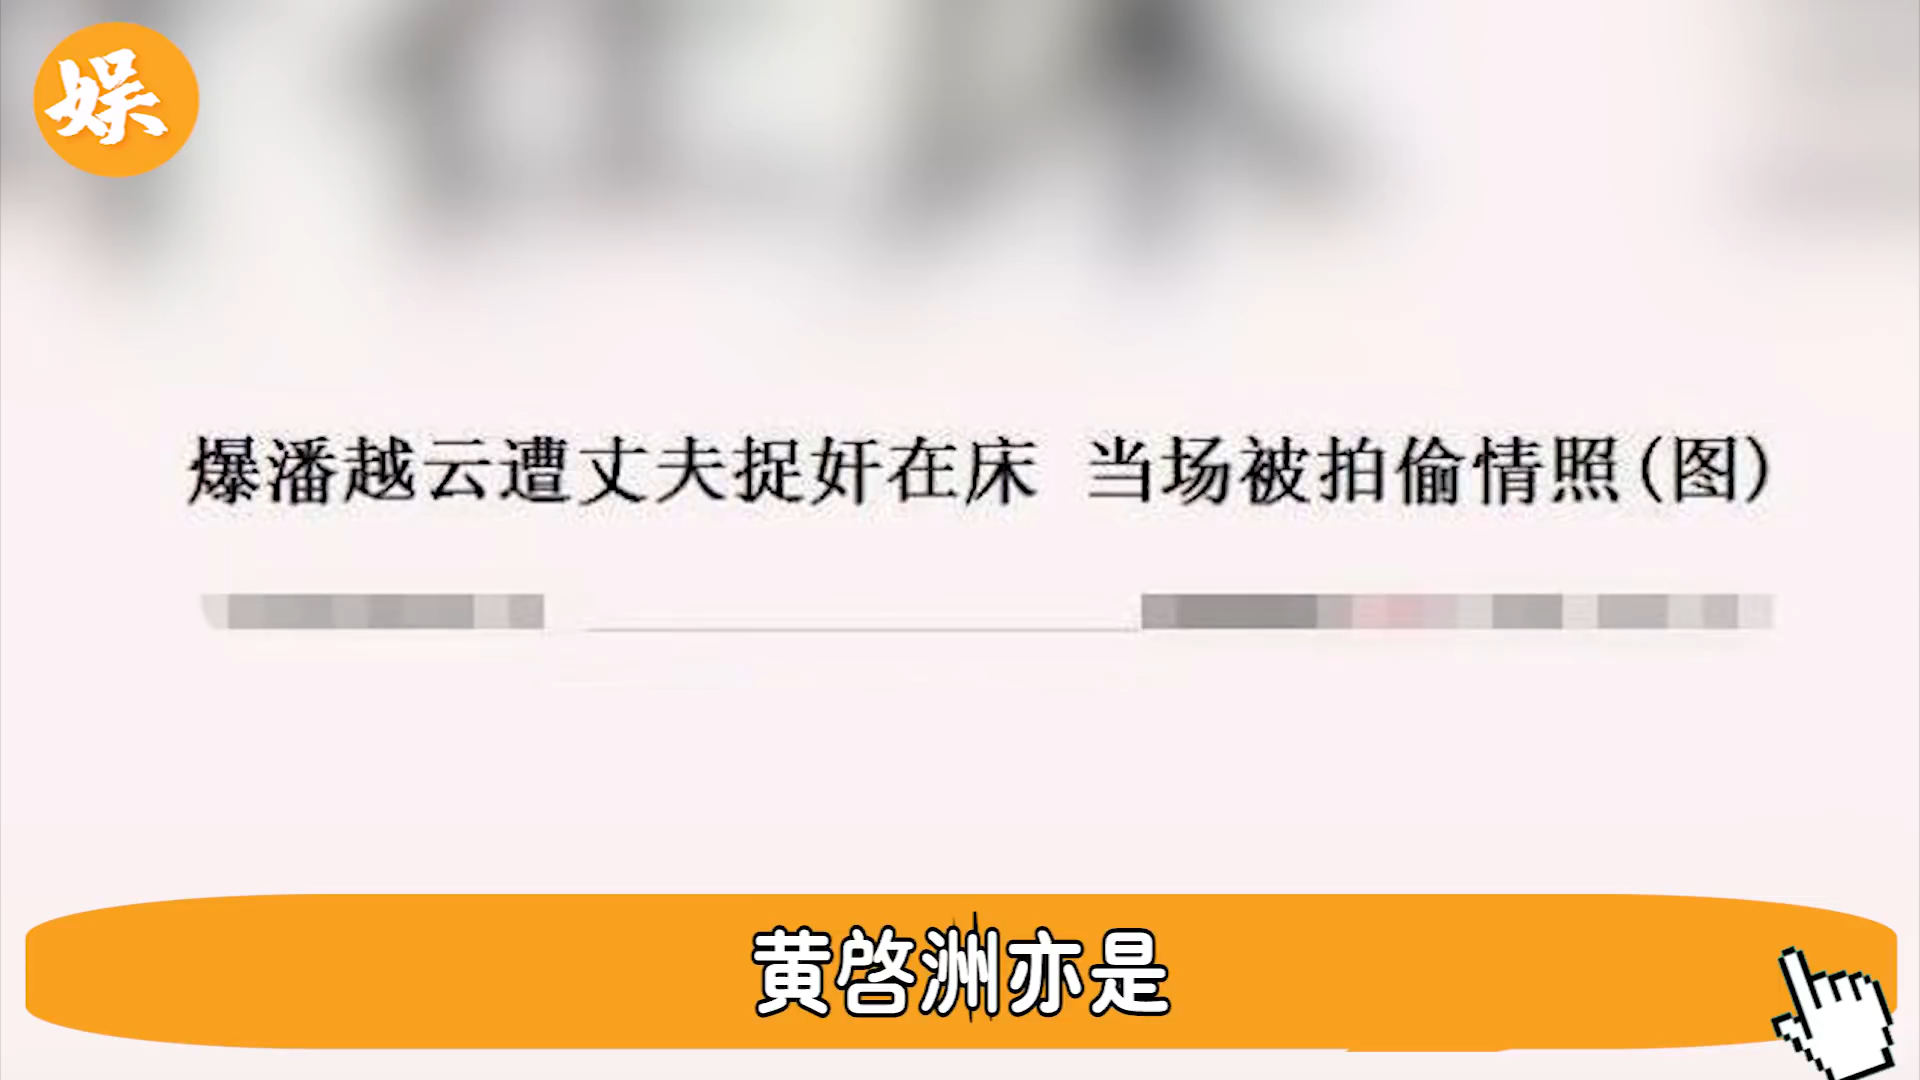 娱
爆潘越云遭丈夫捉奸在床 当场被拍偷情照(图)
黄啓洲亦是